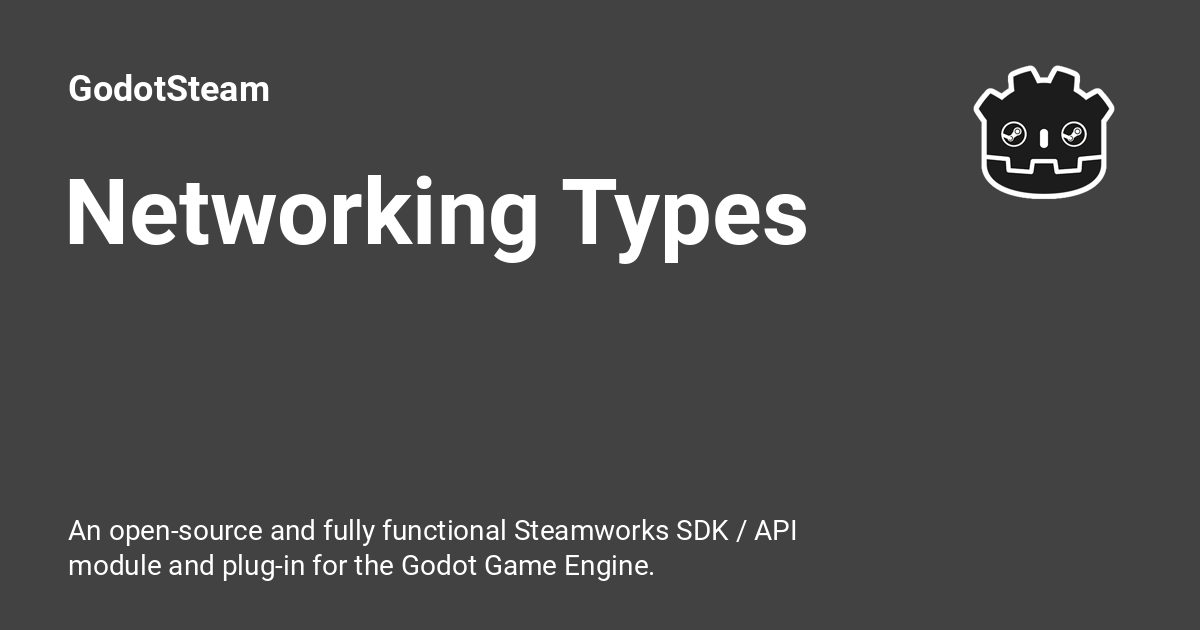 GodotSteam
Networking Types
An open-source and fully functional Steamworks SDK / API
module and plug-in for the Godot Game Engine.